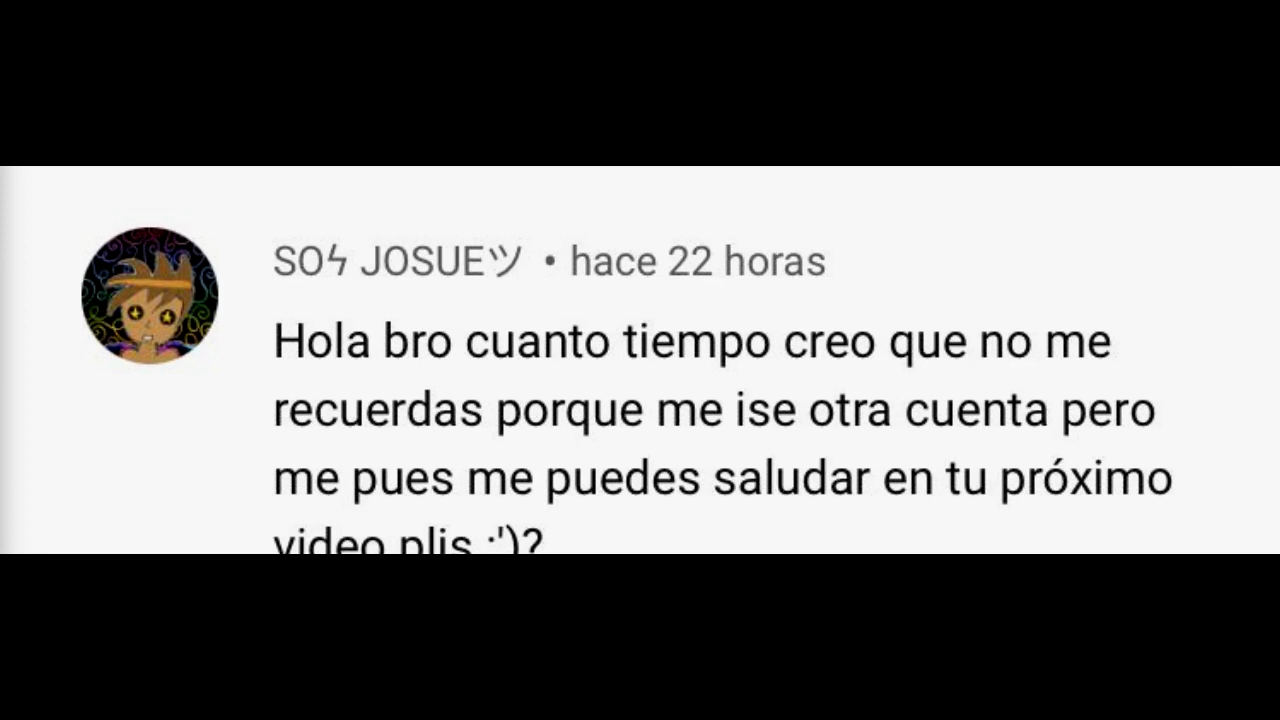 SOϟ JOSUEツ • hace 22 horas
Hola bro cuanto tiempo creo que no me
recuerdas porque me ise otra cuenta pero
me pues me puedes saludar en tu próximo
video plis :')?